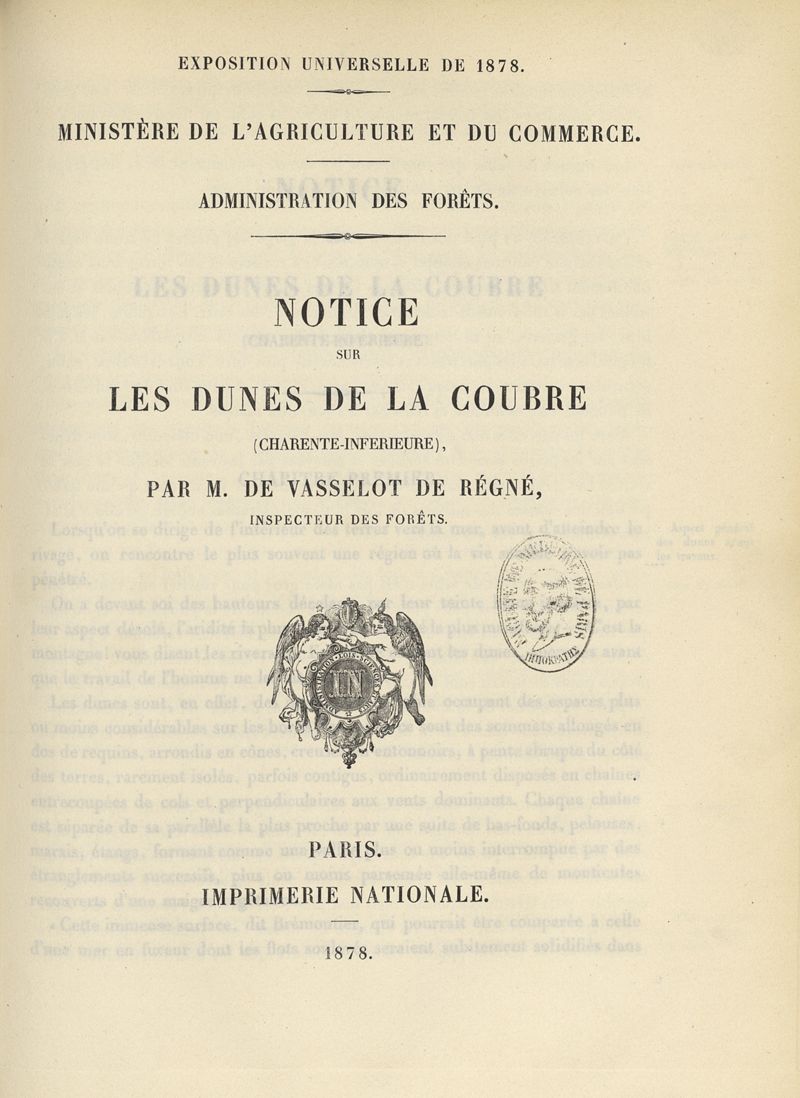 EXPOSITION UNIVERSELLE DE 1878.
MINISTÈRE DE L'AGRICULTURE ET DU COMMERCE.
ADMINISTRATION DES FORÊTS.
NOTICE
SUR
LES DUNES DE LA COUBRE
(CHARENTE-INFERIEURE),
PAR M. DE VASSELOT DE RÉGNÉ,
INSPECTEUR DES FORÊTS.
IN
PARIS.
IMPRIMERIE NATIONALE.
1878.